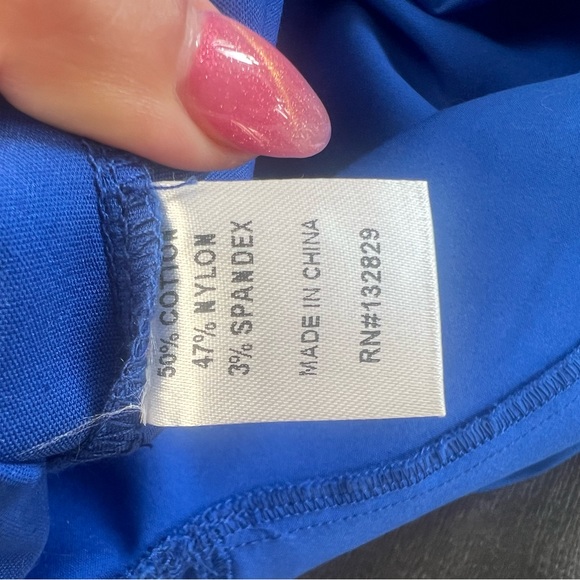 50% COTTON
47% NYLON
3% SPANDEX
MADE IN CHINA
RN#132829